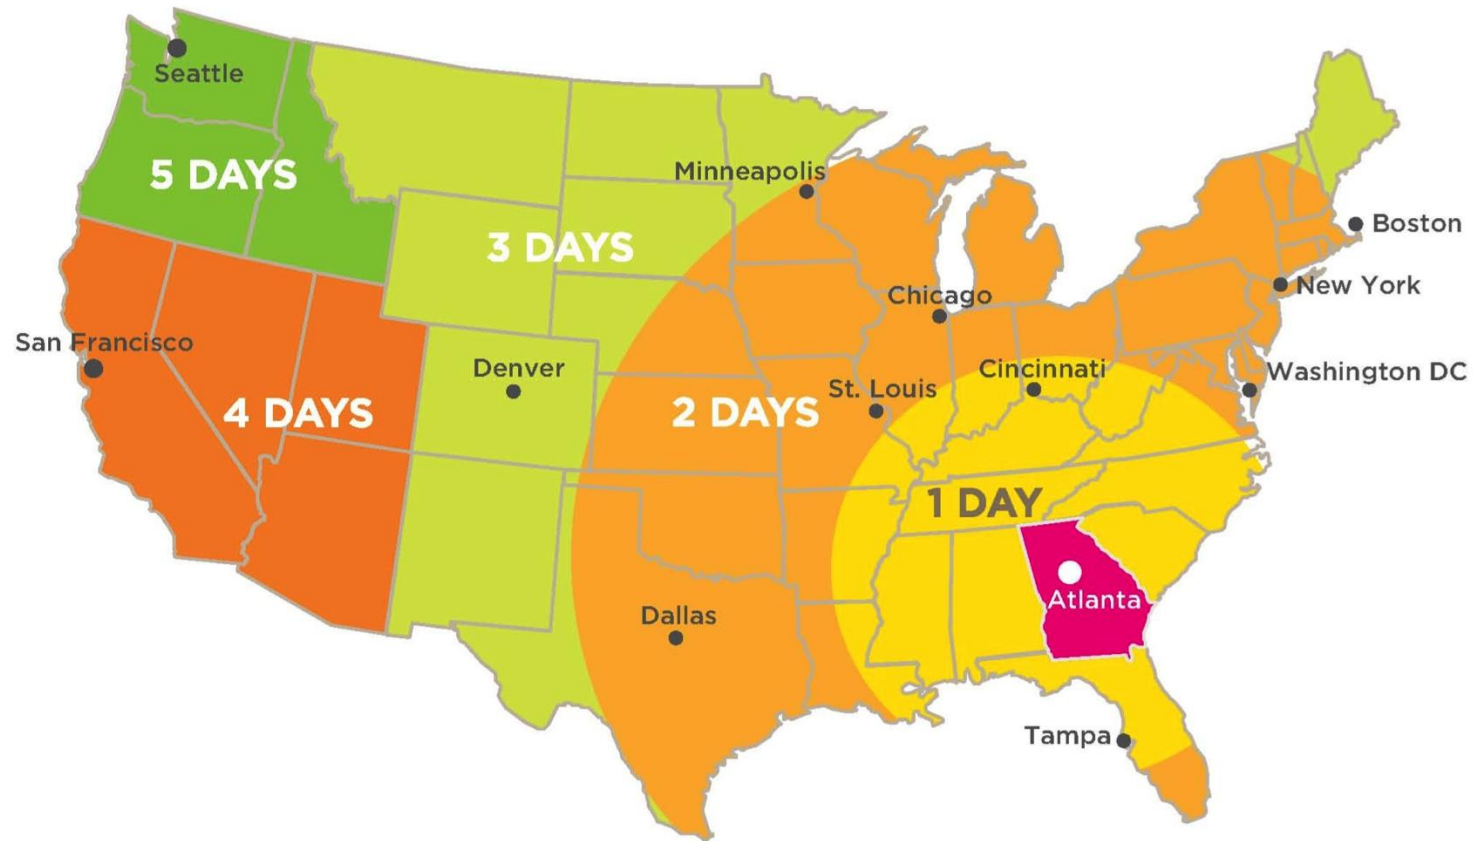 Seattle
5 DAYS
Minneapolis
Boston
3 DAYS
New York
Chicago
San Francisco
Denver
Cincinnati
Washington DC
St. Louis
4 DAYS
2 DAYS
1 DAY
Atlanta
Dallas
Tampa